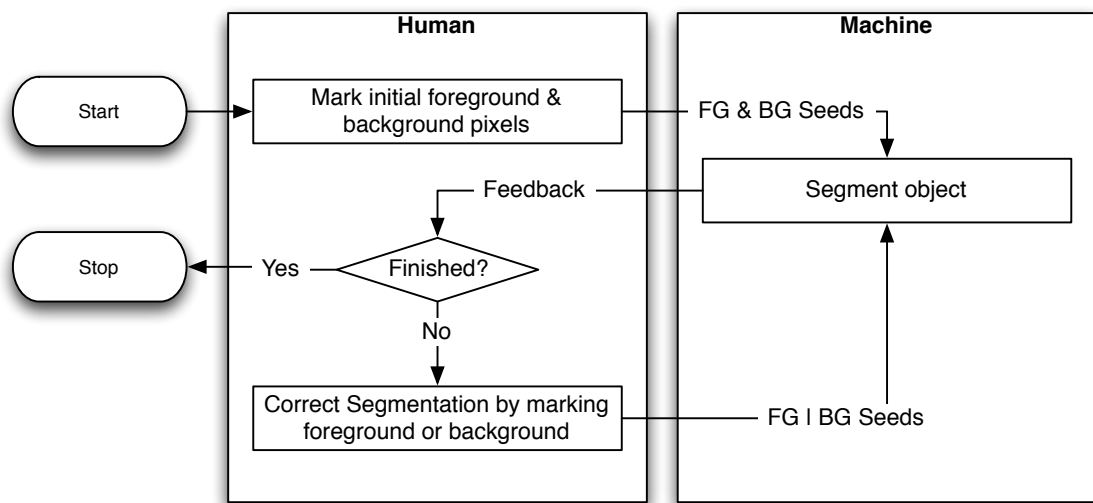 Human
Machine
Start
Mark initial foreground &
background pixels
FG & BG Seeds
Feedback
Segment object
Stop
Yes
Finished?
No
Correct Segmentation by marking
foreground or background
FG | BG Seeds